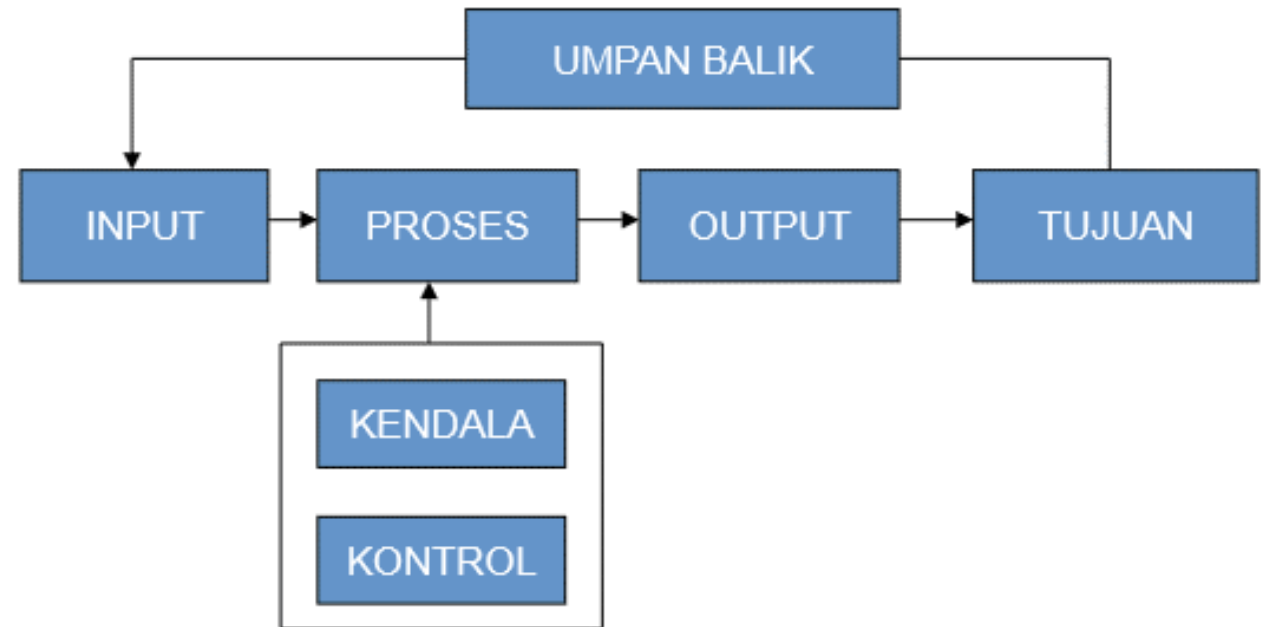 UMPAN BALIK
INPUT
PROSES
OUTPUT
TUJUAN
KENDALA
KONTROL